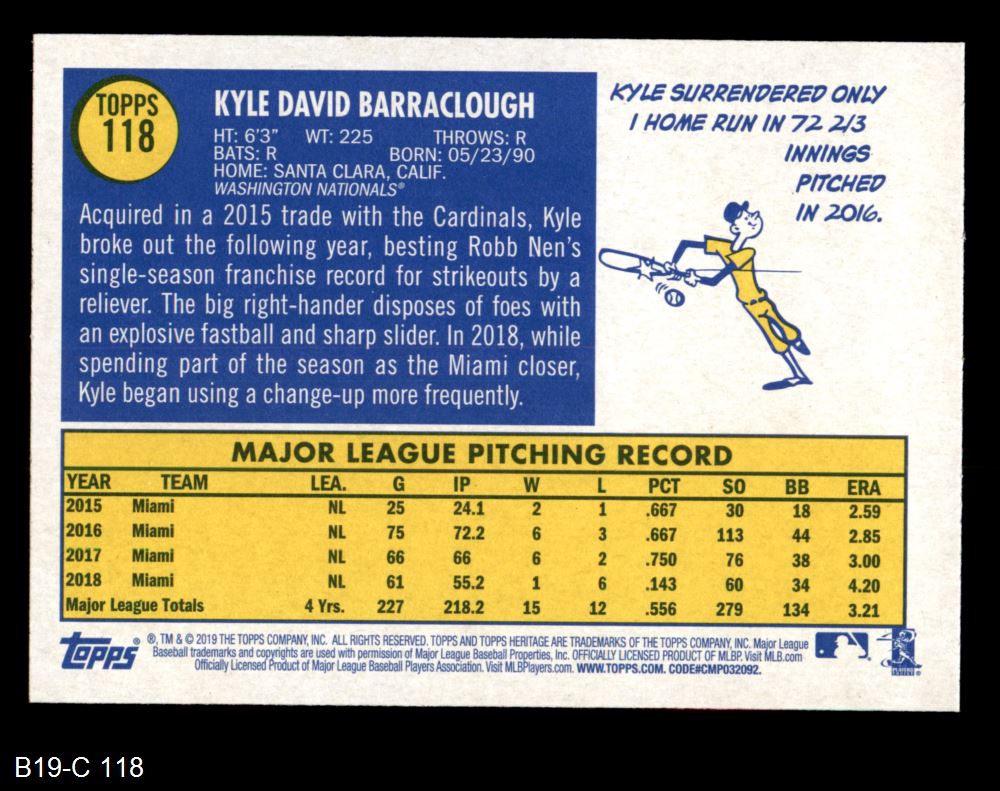 TOPPS
118
KYLE DAVID BARRACLOUGH
HT: 6'3" WT: 225 THROWS: R
BATS: R BORN: 05/23/90
HOME: SANTA CLARA, CALIF.
WASHINGTON NATIONALS®
Acquired in a 2015 trade with the Cardinals, Kyle
broke out the following year, besting Robb Nen's
single-season franchise record for strikeouts by a
reliever. The big right-hander disposes of foes with
an explosive fastball and sharp slider. In 2018, while
spending part of the season as the Miami closer,
Kyle began using a change-up more frequently.
KYLE SURRENDERED ONLY
1 HOME RUN IN 72 2/3
INNINGS
PITCHED
IN 2016.
MAJOR LEAGUE PITCHING RECORD
YEAR TEAM LEA. G IP W L PCT SO BB ERA
2015 Miami NL 25 24.1 2 1 .667 30 18 2.59
2016 Miami NL 75 72.2 6 3 .667 113 44 2.85
2017 Miami NL 66 66 6 2 .750 76 38 3.00
2018 Miami NL 61 55.2 1 6 .143 60 34 4.20
Major League Totals 4 Yrs. 227 218.2 15 12 .556 279 134 3.21
Topps ®
®, TM & © 2019 THE TOPPS COMPANY, INC. ALL RIGHTS RESERVED. TOPPS AND TOPPS HERITAGE ARE TRADEMARKS OF THE TOPPS COMPANY, INC. Major League
Baseball trademarks and copyrights are used with permission of Major League Baseball Properties, Inc. OFFICIALLY LICENSED PRODUCT OF MLBP. Visit MLB.com
Officially Licensed Product of Major League Baseball Players Association. Visit MLBPlayers.com. WWW.TOPPS.COM. CODE#CMP032092.
PLAYERS
CHOICE
B19-C 118